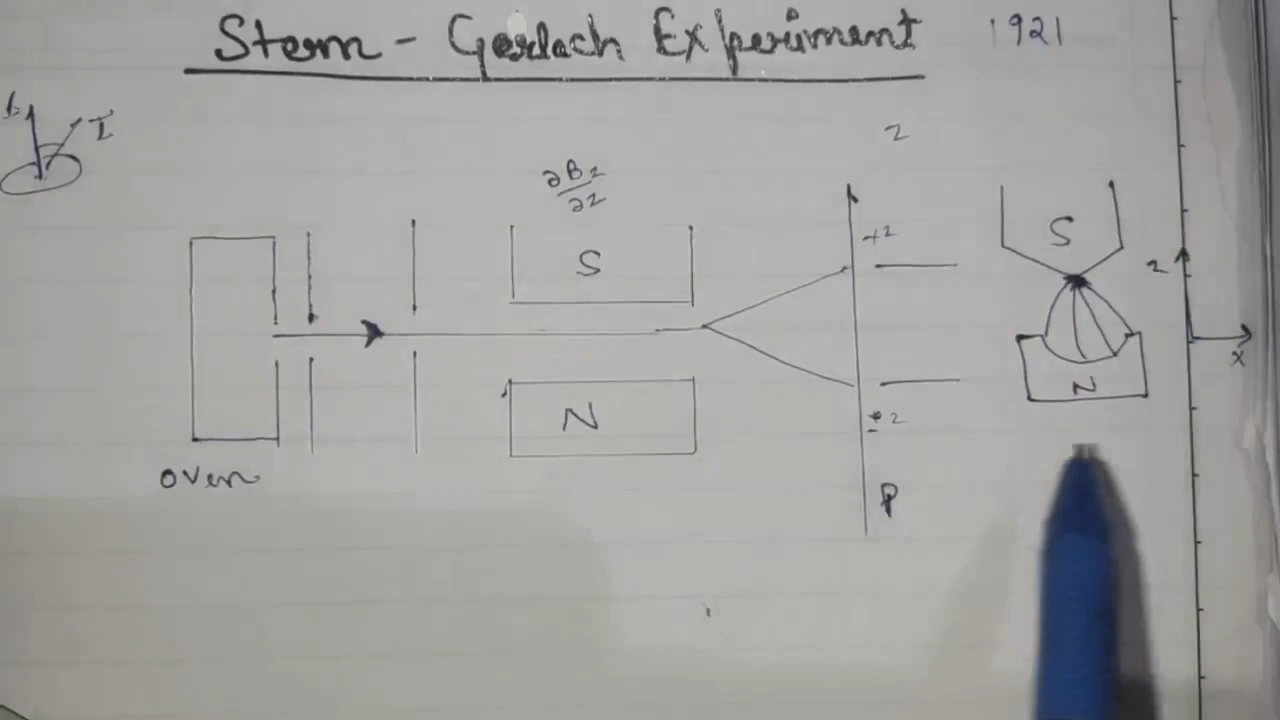 Stern - Gerlach Experiment 1921
I
z
∂Bz
∂z
+z
S
S
z
x
N
N
z
oven
P